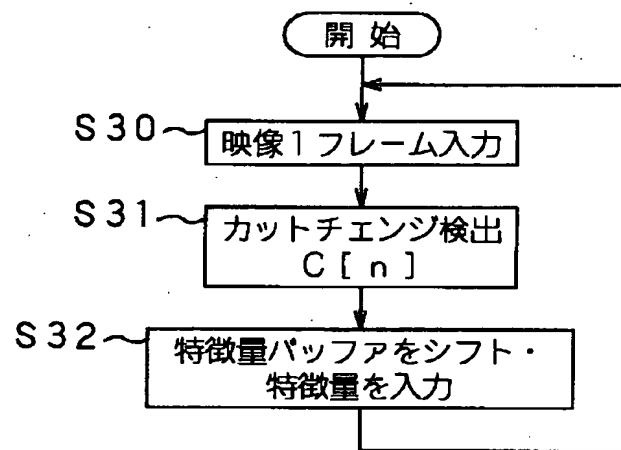 開始
S30
映像1フレーム入力
S31
カットチェンジ検出
C[n]
S32
特徴量バッファをシフト・
特徴量を入力